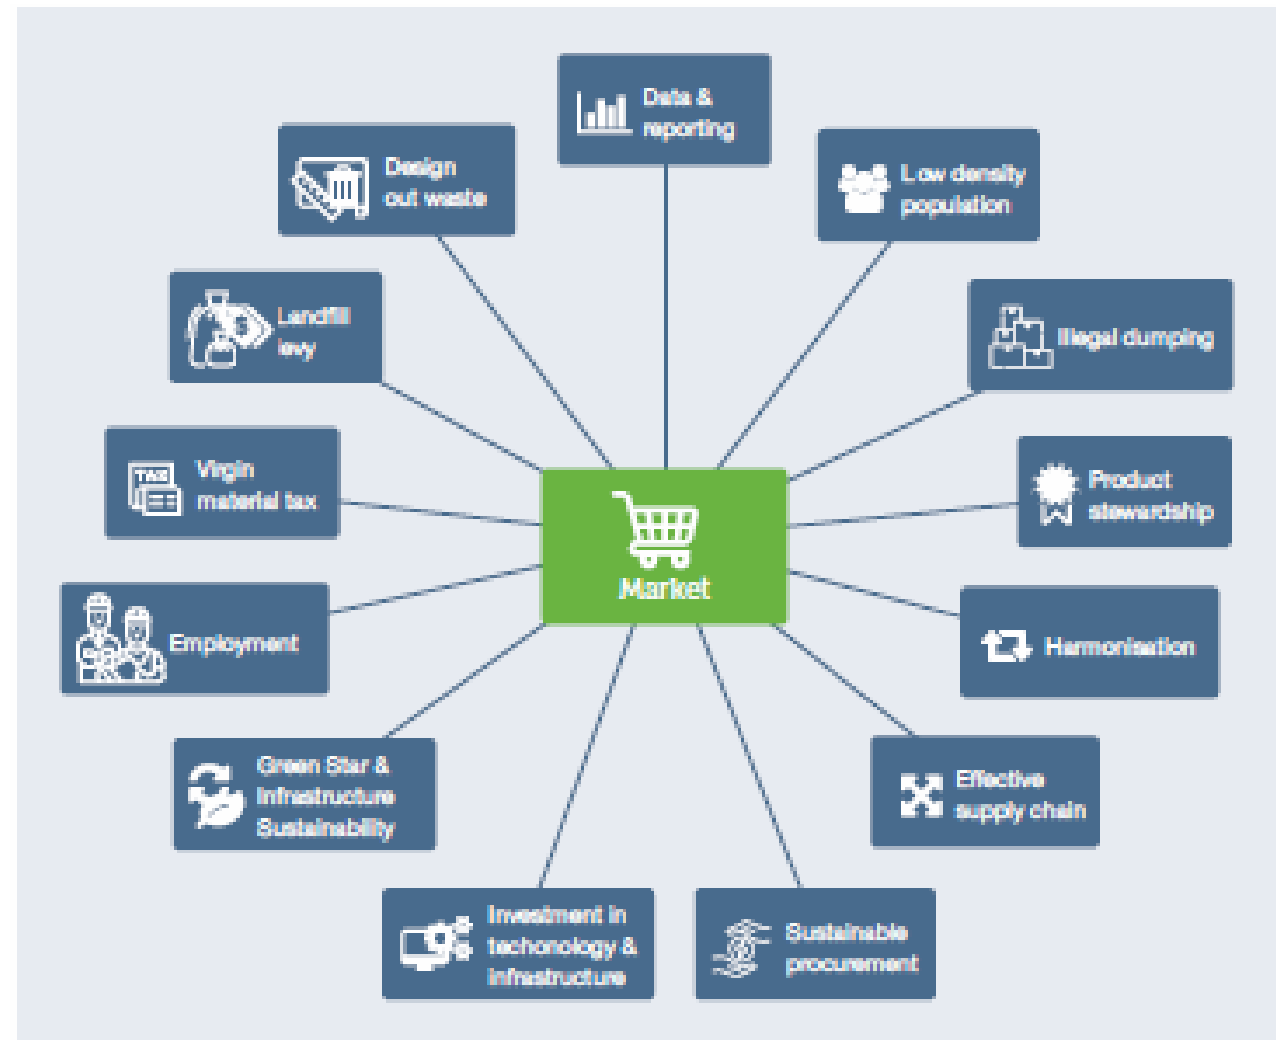 Data &
reporting
Design
out waste
Low density
population
Landfill
levy
Illegal dumping
Virgin
material tax
TAX
Product
stewardship
Market
Employment
Harmonisation
Green Star &
Infrastructure
Sustainability
Effective
supply chain
Investment in
techonology &
infrastructure
Sustainable
procurement